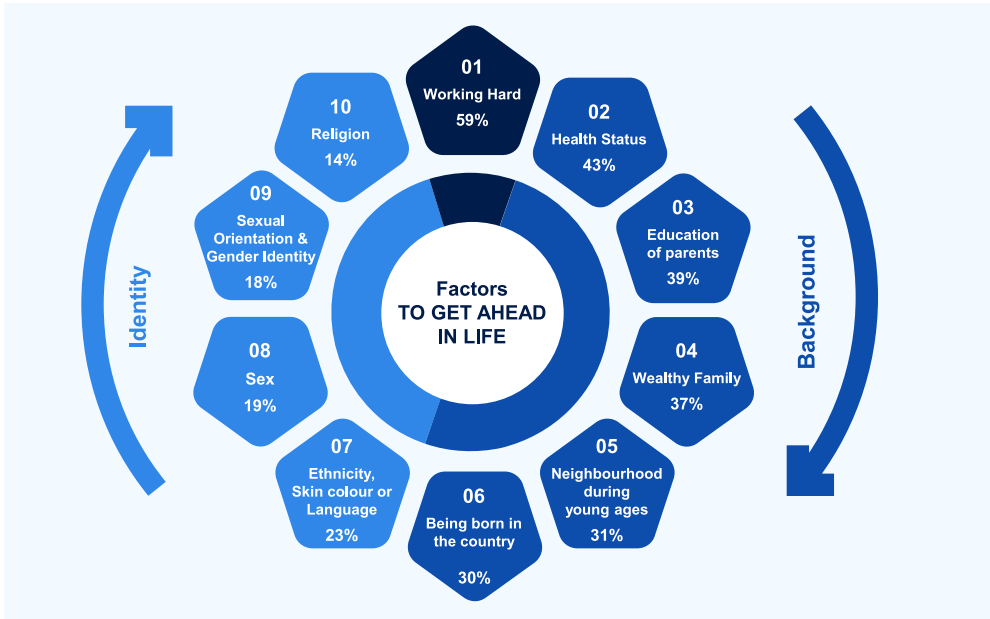 Factors
TO GET AHEAD
IN LIFE
01
Working Hard
59%
02
Health Status
43%
03
Education
of parents
39%
04
Wealthy Family
37%
05
Neighbourhood
during
young ages
31%
06
Being born in
the country
30%
07
Ethnicity,
Skin colour or
Language
23%
08
Sex
19%
09
Sexual
Orientation &
Gender Identity
18%
10
Religion
14%
Identity
Background